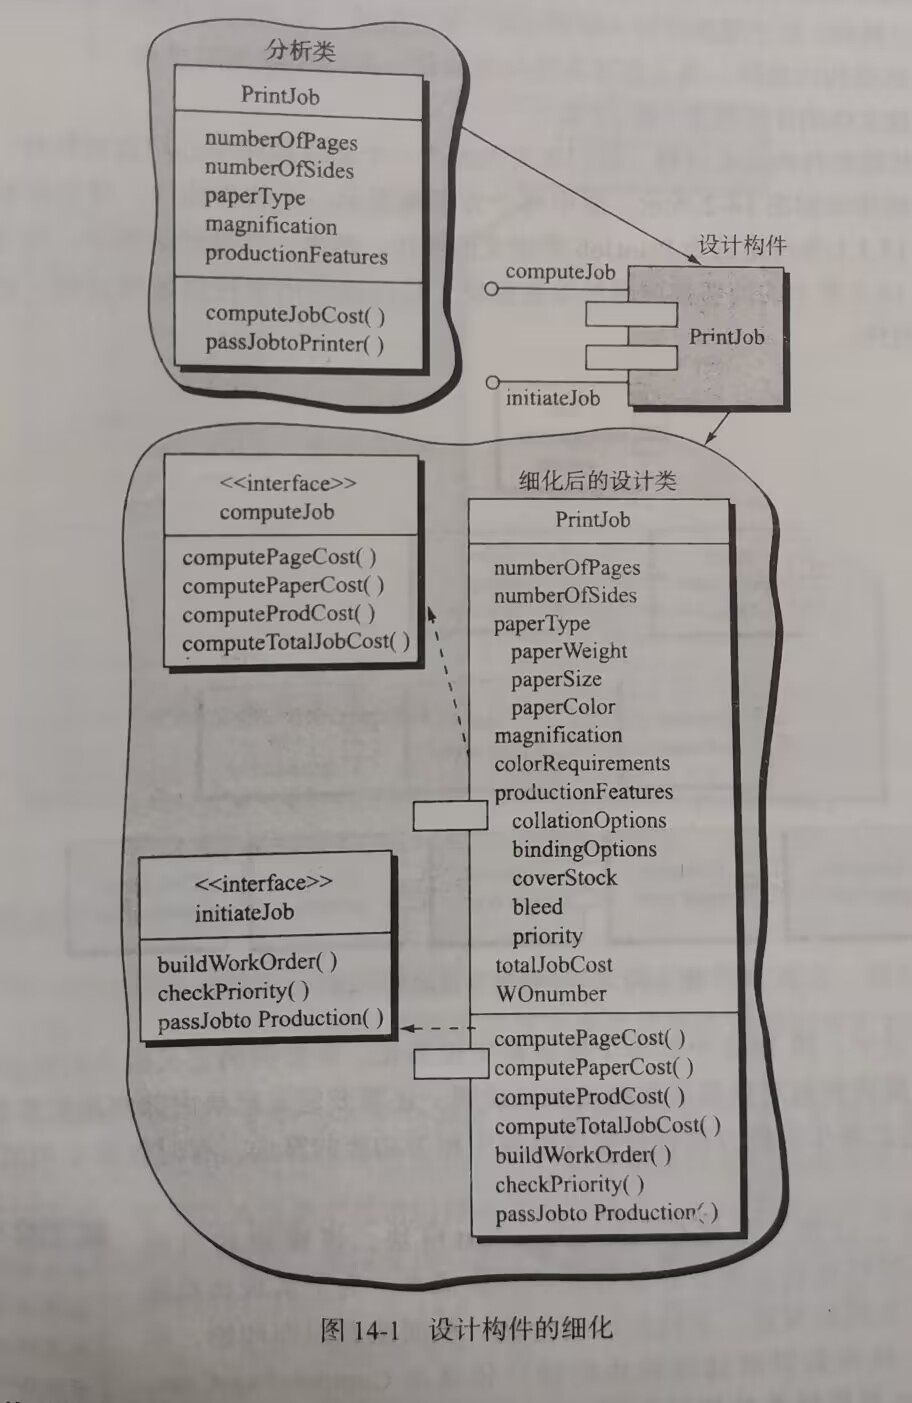 分析类
PrintJob
numberOfPages
numberOfSides
paperType
magnification
productionFeatures
computeJobCost( )
passJobtoPrinter( )
设计构件
computeJob
PrintJob
initiateJob
<<interface>>
computeJob
computePageCost( )
computePaperCost( )
computeProdCost( )
computeTotalJobCost( )
<<interface>>
initiateJob
buildWorkOrder( )
checkPriority( )
passJobto Production( )
细化后的设计类
PrintJob
numberOfPages
numberOfSides
paperType
paperWeight
paperSize
paperColor
magnification
colorRequirements
productionFeatures
collationOptions
bindingOptions
coverStock
bleed
priority
totalJobCost
WOnumber
computePageCost( )
computePaperCost( )
computeProdCost( )
computeTotalJobCost( )
buildWorkOrder( )
checkPriority( )
passJobto Production( )
图 14-1 设计构件的细化